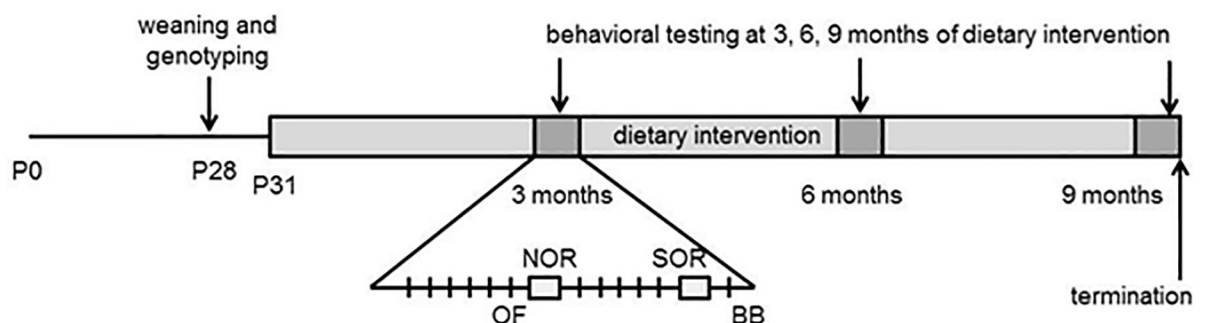 weaning and
genotyping
behavioral testing at 3, 6, 9 months of dietary intervention
dietary intervention
P0
P28
P31
3 months
6 months
9 months
NOR
SOR
OF
BB
termination